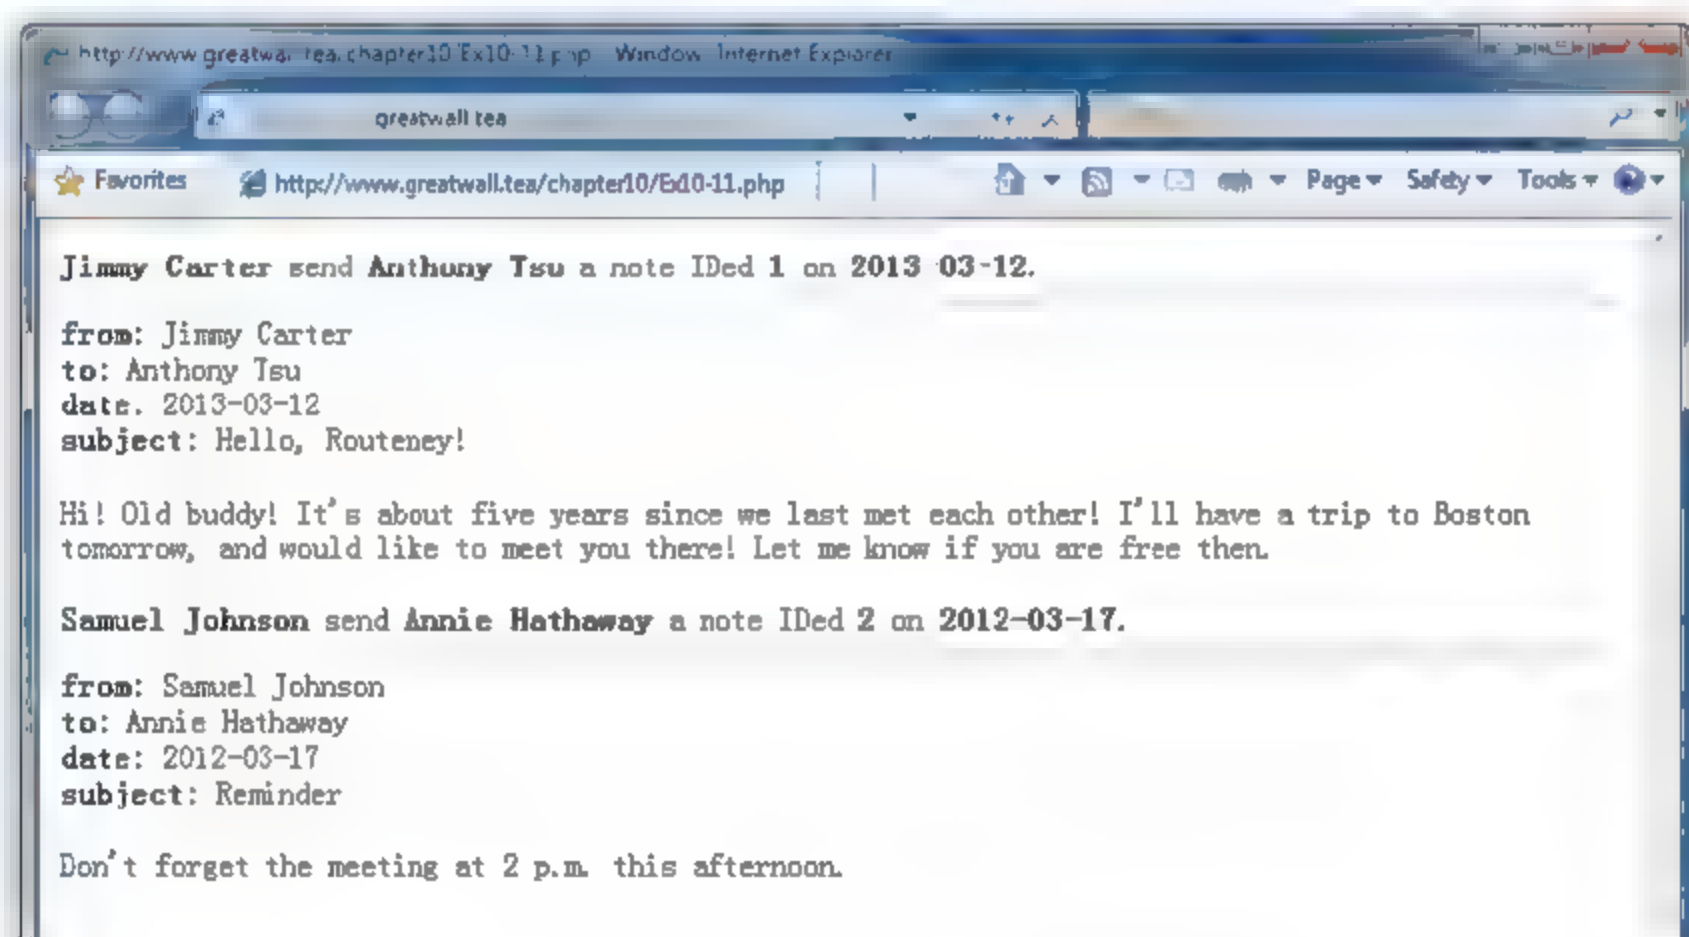 http://www.greatwall.tea/chapter10/Ex10-11.php Windows Internet Explorer
greatwall.tea
Favorites http://www.greatwall.tea/chapter10/Ex10-11.php Page Safety Tools
Jimmy Carter send Anthony Tsu a note IDed 1 on 2013-03-12.
from: Jimmy Carter
to: Anthony Tsu
date: 2013-03-12
subject: Hello, Routeney!
Hi! Old buddy! It's about five years since we last met each other! I'll have a trip to Boston
tomorrow, and would like to meet you there! Let me know if you are free then.
Samuel Johnson send Annie Hathaway a note IDed 2 on 2012-03-17.
from: Samuel Johnson
to: Annie Hathaway
date: 2012-03-17
subject: Reminder
Don't forget the meeting at 2 p.m. this afternoon.